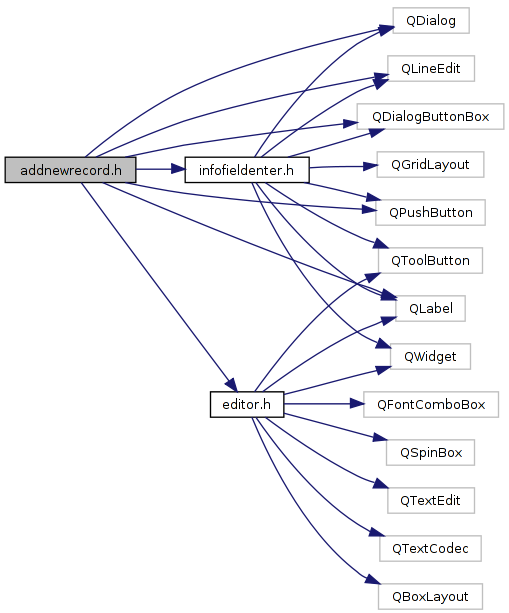 QDialog
QLineEdit
QDialogButtonBox
addnewrecord.h
infofieldenter.h
QGridLayout
QPushButton
QToolButton
QLabel
QWidget
editor.h
QFontComboBox
QSpinBox
QTextEdit
QTextCodec
QBoxLayout